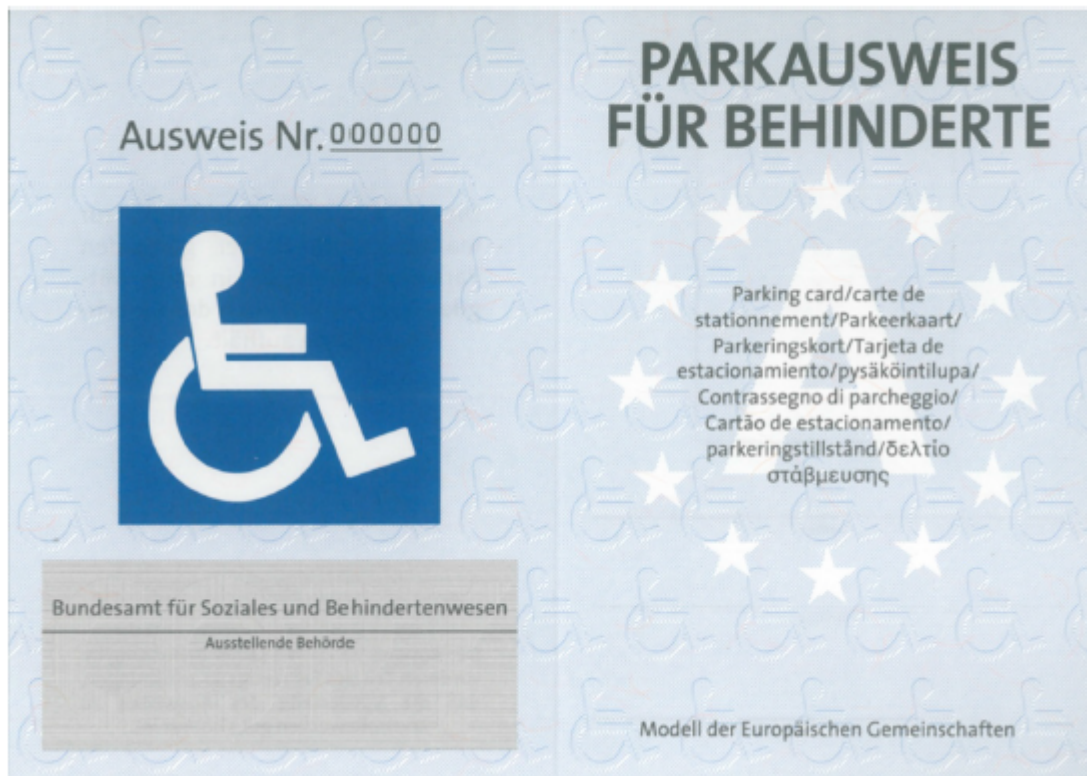 Ausweis Nr. 000000
Bundesamt für Soziales und Behindertenwesen
Ausstellende Behörde
PARKAUSWEIS
FÜR BEHINDERTE
A
Parking card/carte de
stationnement/Parkeerkaart/
Parkeringskort/Tarjeta de
estacionamiento/pysäköintilupa/
Contrassegno di parcheggio/
Cartão de estacionamento/
parkeringstillstånd/δελτίο
στάβμευσης
Modell der Europäischen Gemeinschaften